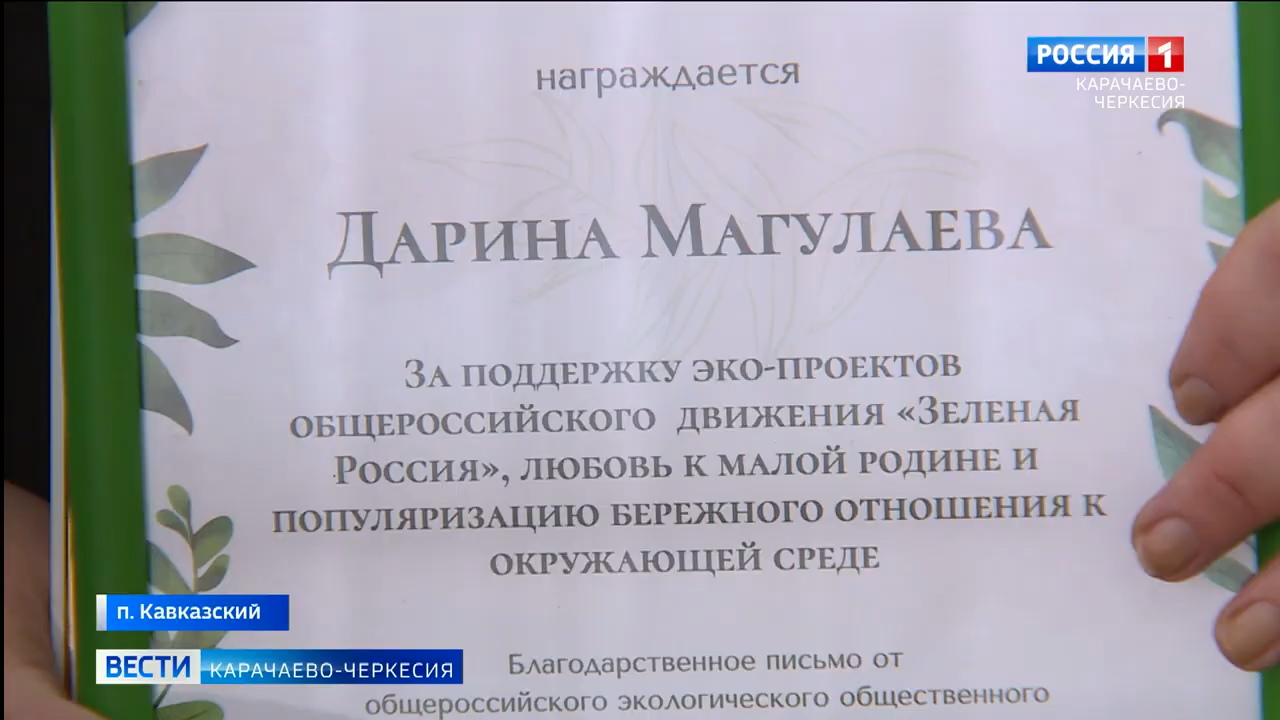 награждается
РОССИЯ 1
КАРАЧАЕВО-
ЧЕРКЕСИЯ
ДАРИНА МАГУЛАЕВА
ЗА ПОДДЕРЖКУ ЭКО-ПРОЕКТОВ
ОБЩЕРОССИЙСКОГО ДВИЖЕНИЯ «ЗЕЛЕНАЯ
РОССИЯ», ЛЮБОВЬ К МАЛОЙ РОДИНЕ И
ПОПУЛЯРИЗАЦИЮ БЕРЕЖНОГО ОТНОШЕНИЯ К
ОКРУЖАЮЩЕЙ СРЕДЕ
п. Кавказский
ВЕСТИ КАРАЧАЕВО-ЧЕРКЕСИЯ
Благодарственное письмо от
общероссийского экологического общественного